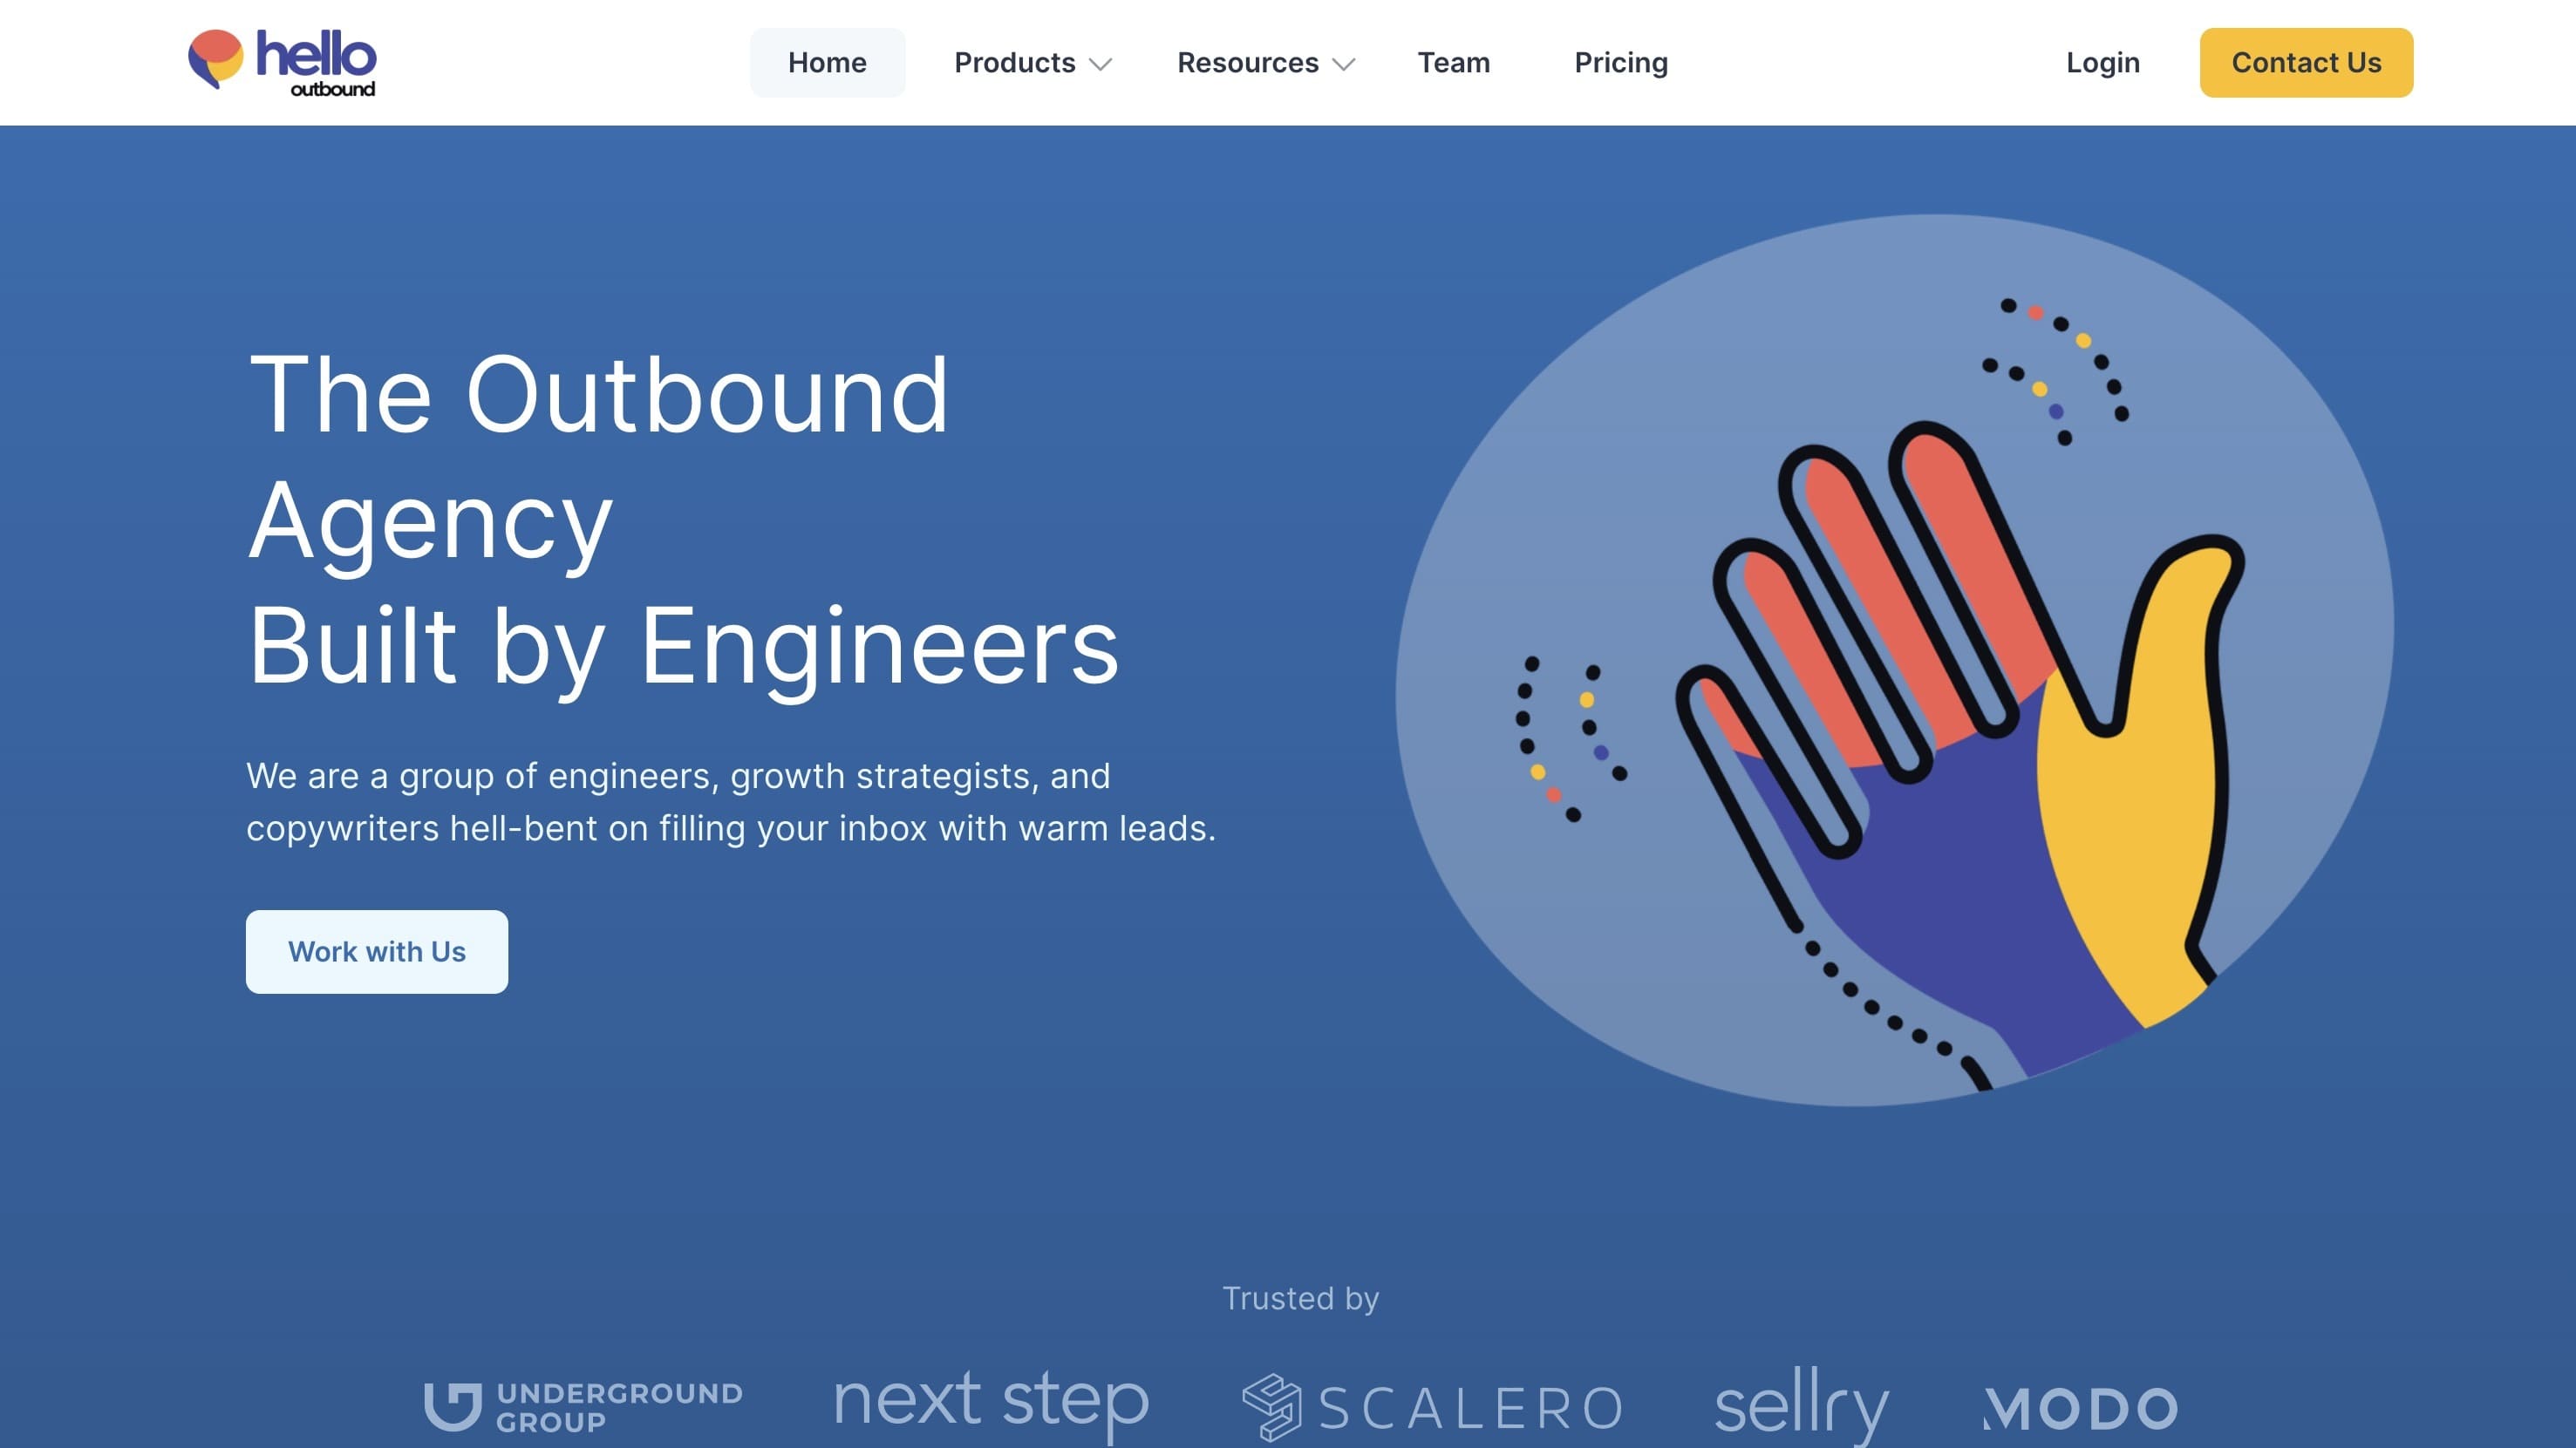 hello
outbound
Home
Products
Resources
Team
Pricing
Login
Contact Us
The Outbound
Agency
Built by Engineers
We are a group of engineers, growth strategists, and
copywriters hell-bent on filling your inbox with warm leads.
Work with Us
Trusted by
UNDERGROUND
GROUP
next step
SCALERO
sellry
MODO